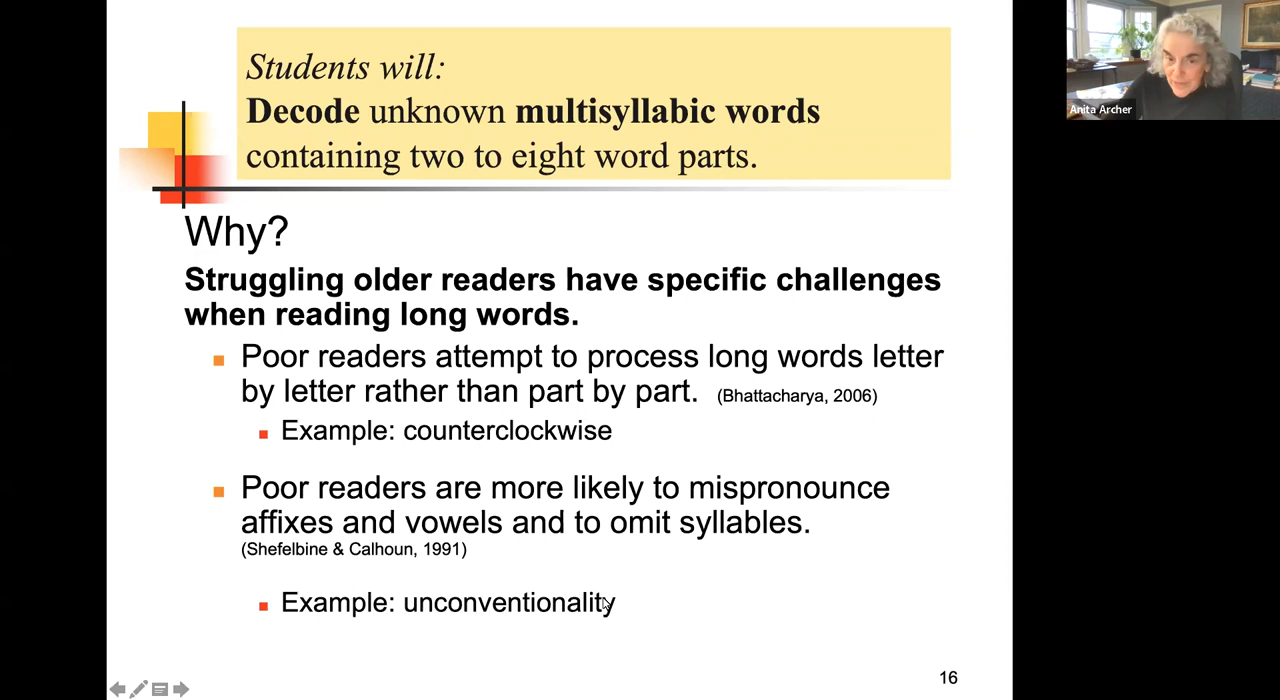 Students will:
Decode unknown multisyllabic words
containing two to eight word parts.
Anita Archer
Why?
Struggling older readers have specific challenges
when reading long words.
Poor readers attempt to process long words letter
by letter rather than part by part. (Bhattacharya, 2006)
Example: counterclockwise
Poor readers are more likely to mispronounce
affixes and vowels and to omit syllables.
(Shefelbine & Calhoun, 1991)
Example: unconventionality
16